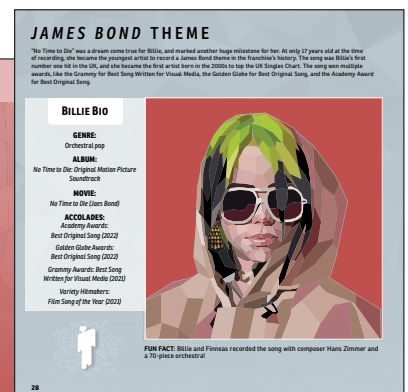 JAMES BOND THEME
"No Time to Die" was a dream come true for Billie, and marked another huge milestone for her. At only 17 years old at the time
of recording, she became the youngest artist to record a James Bond theme in the franchise's history. The song was Billie's first
number one hit in the UK, and she became the first artist born in the 2000s to top the UK Singles Chart. The song won multiple
awards, like the Grammy for Best Song Written for Visual Media, the Golden Globe for Best Original Song, and the Academy Award
for Best Original Song.
BILLIE BIO
GENRE:
Orchestral pop
ALBUM:
No Time to Die: Original Motion Picture
Soundtrack
MOVIE:
No Time to Die (Jaes Bond)
ACCOLADES:
Academy Awards:
Best Original Song (2022)
Golden Globe Awards:
Best Original Song (2022)
Grammy Awards: Best Song
Written for Visual Media (2021)
Variety Hitmakers:
Film Song of the Year (2021)
FUN FACT: Billie and Finneas recorded the song with composer Hans Zimmer and
a 70-piece orchestra!
28